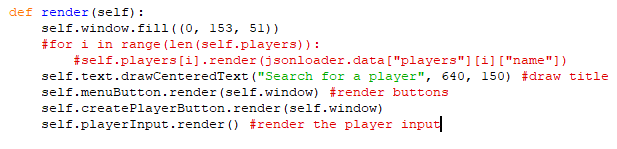 def render(self):
    self.window.fill((0, 153, 51))
    #for i in range(len(self.players)):
        #self.players[i].render(jsonloader.data["players"][i]["name"])
    self.text.drawCenteredText("Search for a player", 640, 150) #draw title
    self.menuButton.render(self.window) #render buttons
    self.createPlayerButton.render(self.window)
    self.playerInput.render() #render the player input